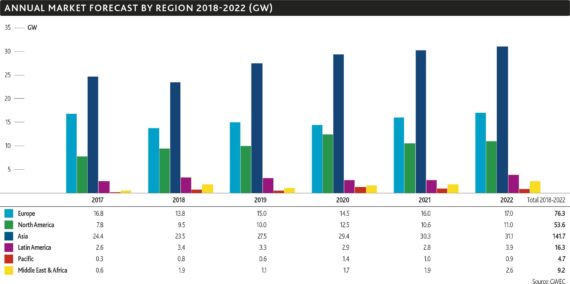 ANNUAL MARKET FORECAST BY REGION 2018-2022 (GW)
35 GW
30
25
20
15
10
5
2017 2018 2019 2020 2021 2022 Total 2018-2022
Europe 16.8 13.8 15.0 14.5 16.0 17.0 76.3
North America 7.8 9.5 10.0 12.5 10.6 11.0 53.6
Asia 24.4 23.5 27.5 29.4 30.3 31.1 141.7
Latin America 2.6 3.4 3.3 2.9 2.8 3.9 16.3
Pacific 0.3 0.8 0.6 1.4 1.0 0.9 4.7
Middle East & Africa 0.6 1.9 1.1 1.7 1.9 2.6 9.2
Source: GWEC